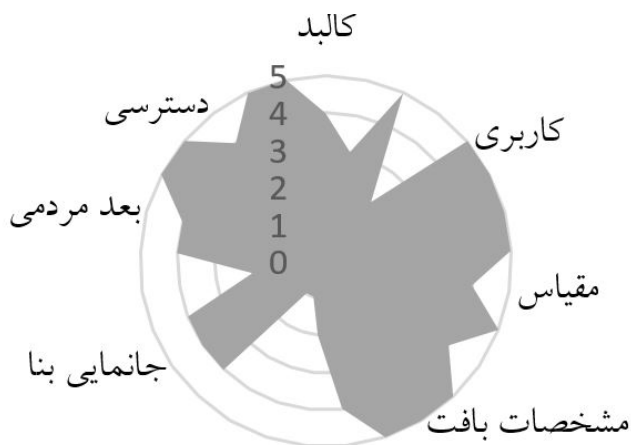 کالبد
کاربری
مقیاس
مشخصات بافت
جانمایی بنا
بعد مردمی
دسترسی
5
4
3
2
1
0